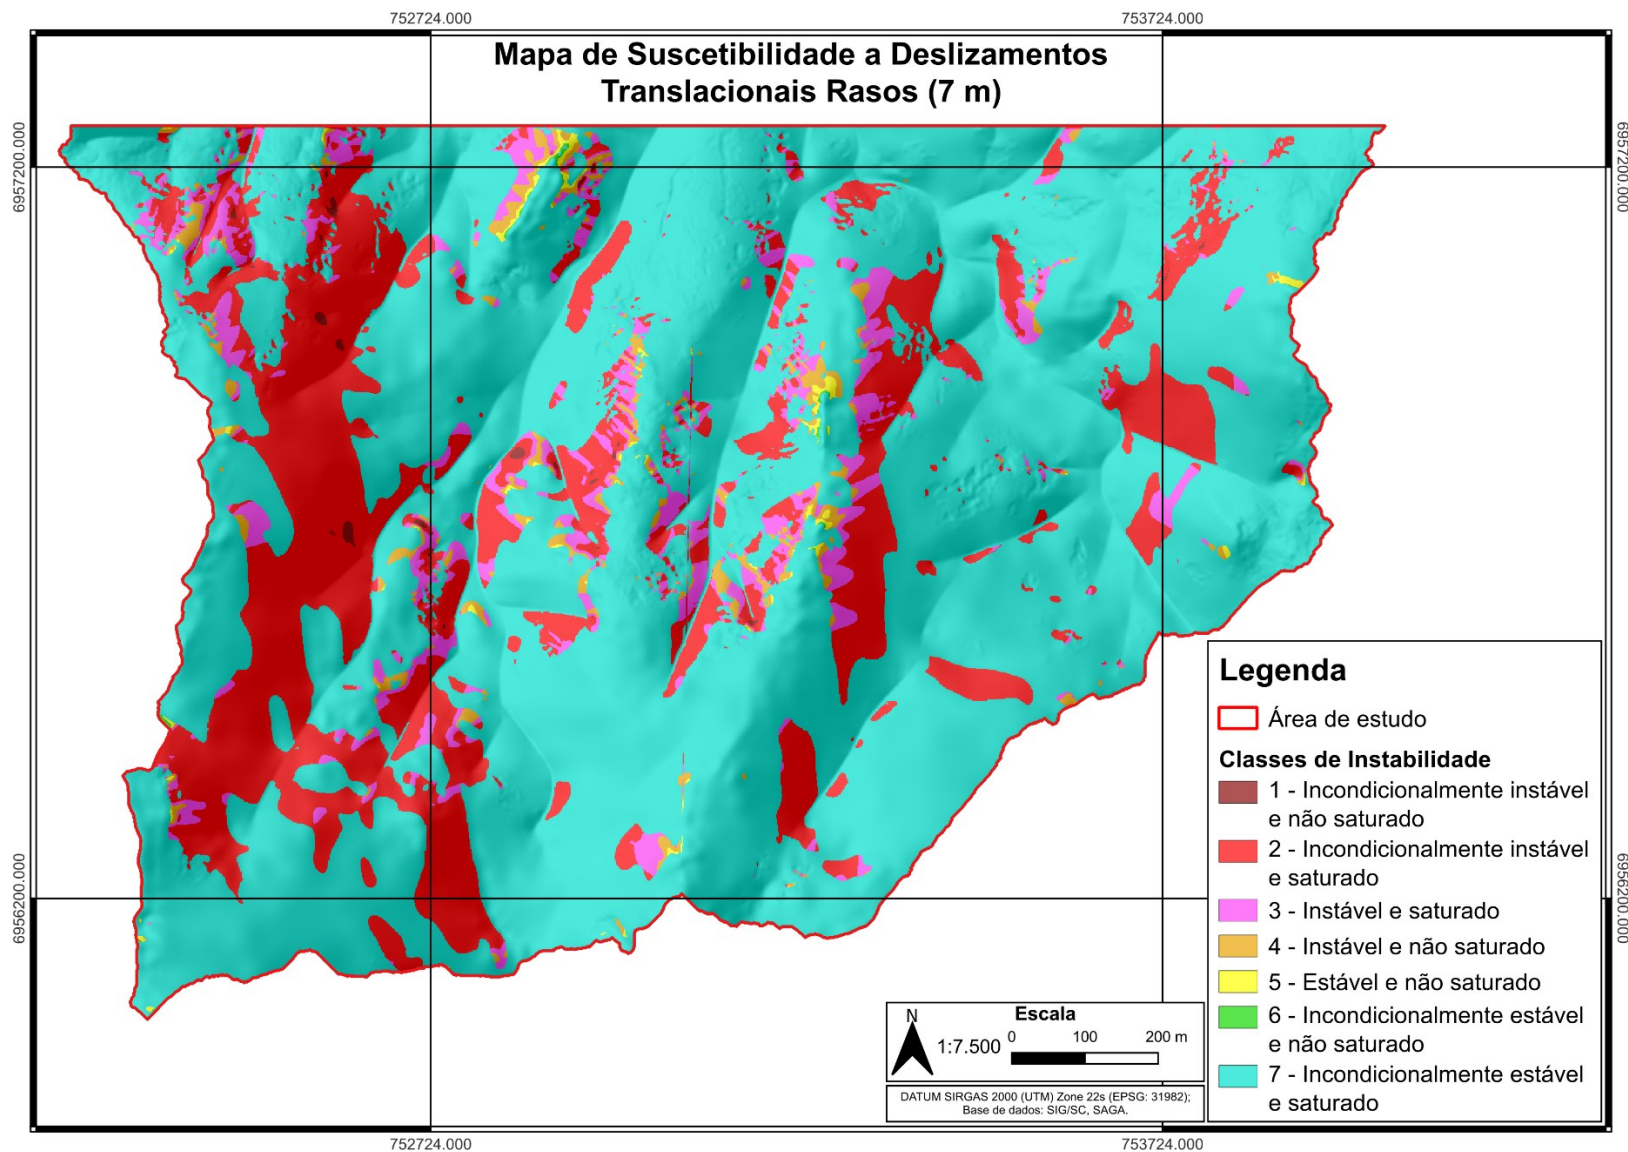 752724.000
753724.000
Mapa de Suscetibilidade a Deslizamentos
Translacionais Rasos (7 m)
6957200.000
6957200.000
6956200.000
6956200.000
Legenda
Área de estudo
Classes de Instabilidade
1 - Incondicionalmente instável
e não saturado
2 - Incondicionalmente instável
e saturado
3 - Instável e saturado
4 - Instável e não saturado
5 - Estável e não saturado
6 - Incondicionalmente estável
e não saturado
7 - Incondicionalmente estável
e saturado
N
1:7.500
Escala
0 100 200 m
DATUM SIRGAS 2000 (UTM) Zone 22s (EPSG: 31982);
Base de dados: SIG/SC, SAGA.
752724.000
753724.000